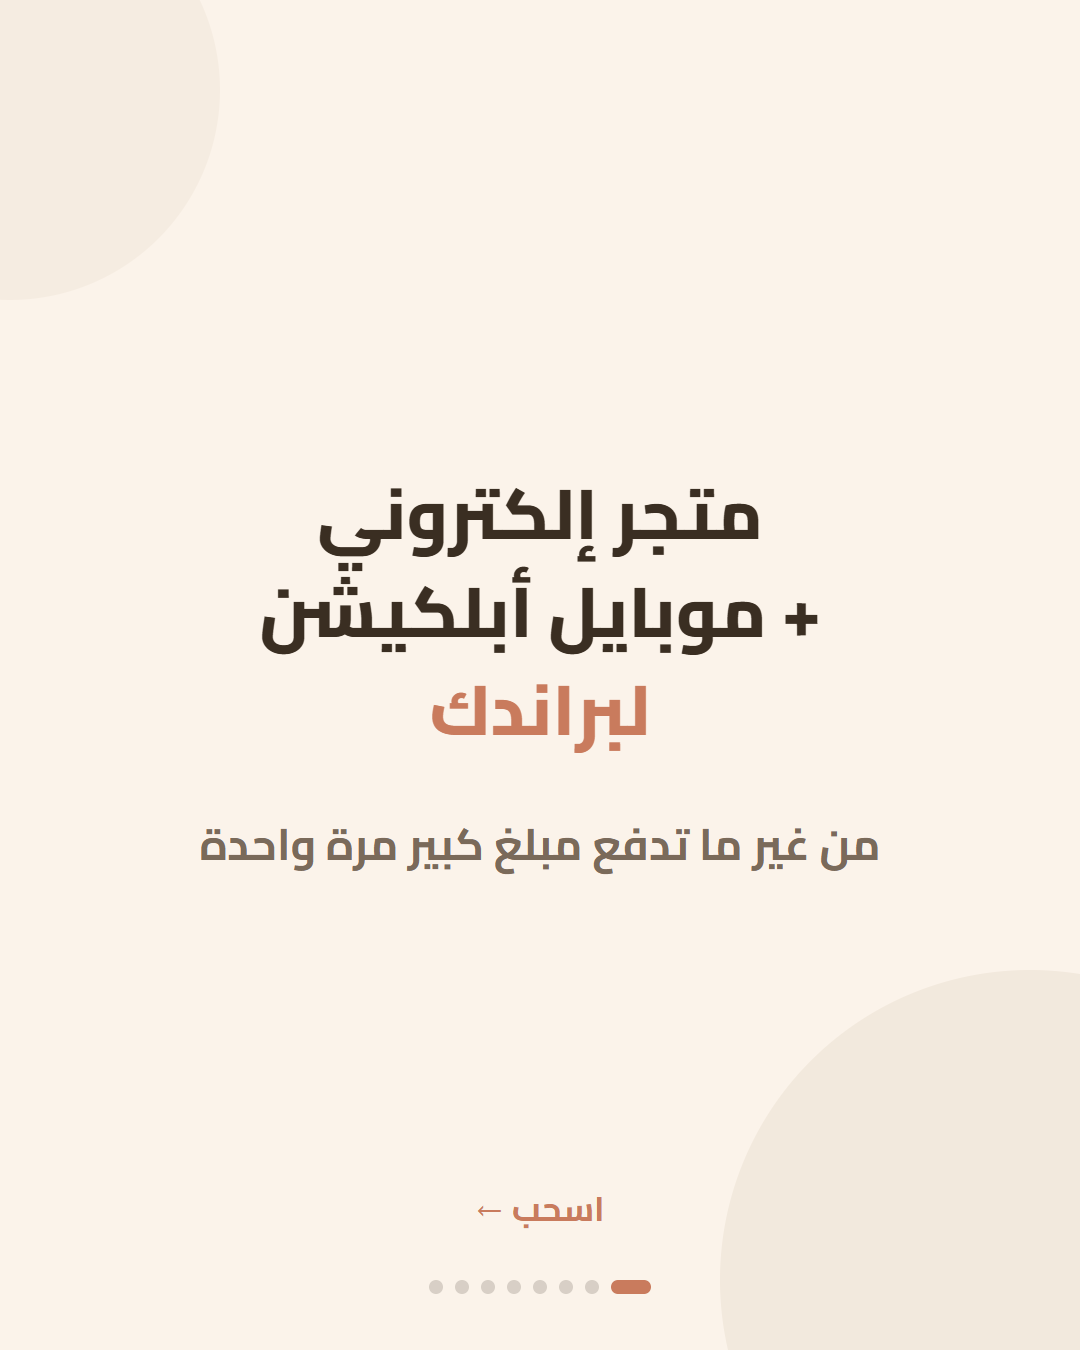 متجر إلكتروني
+ موبايل أبلكيشن
لبراندك
من غير ما تدفع مبلغ كبير مرة واحدة
اسحب ←